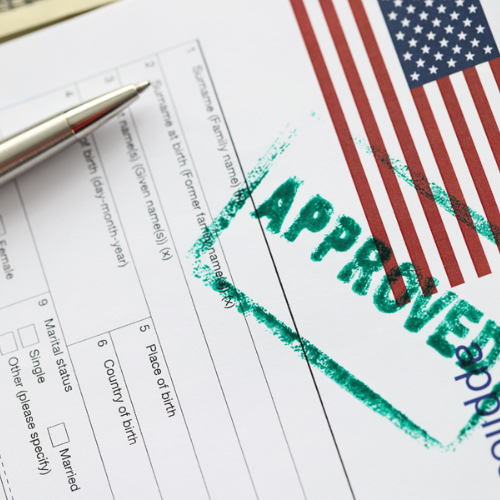 APPROVED
applic
1 Surname (Family name)
2 Surname at birth (Former family name(s)) (x)
3 t name(s) (Given name(s)) (x)
4 of birth (day-month-year)
5 Place of birth
6 Country of birth
Female
9 Marital status
Single
Married
Other (please specify)